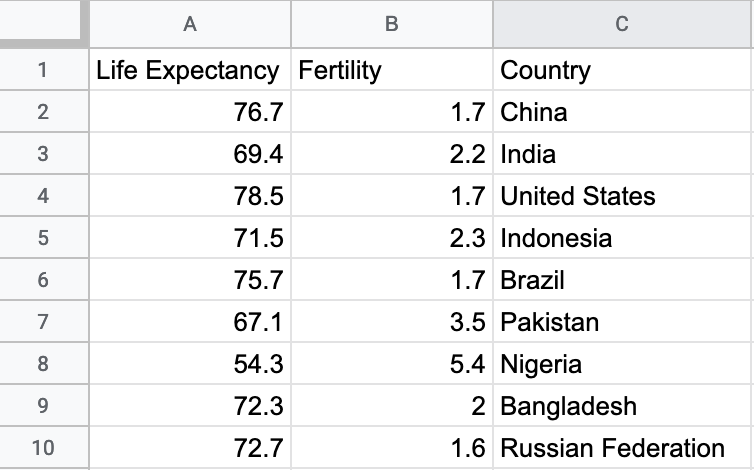 A B C
1 Life Expectancy Fertility Country
2 76.7 1.7 China
3 69.4 2.2 India
4 78.5 1.7 United States
5 71.5 2.3 Indonesia
6 75.7 1.7 Brazil
7 67.1 3.5 Pakistan
8 54.3 5.4 Nigeria
9 72.3 2 Bangladesh
10 72.7 1.6 Russian Federation